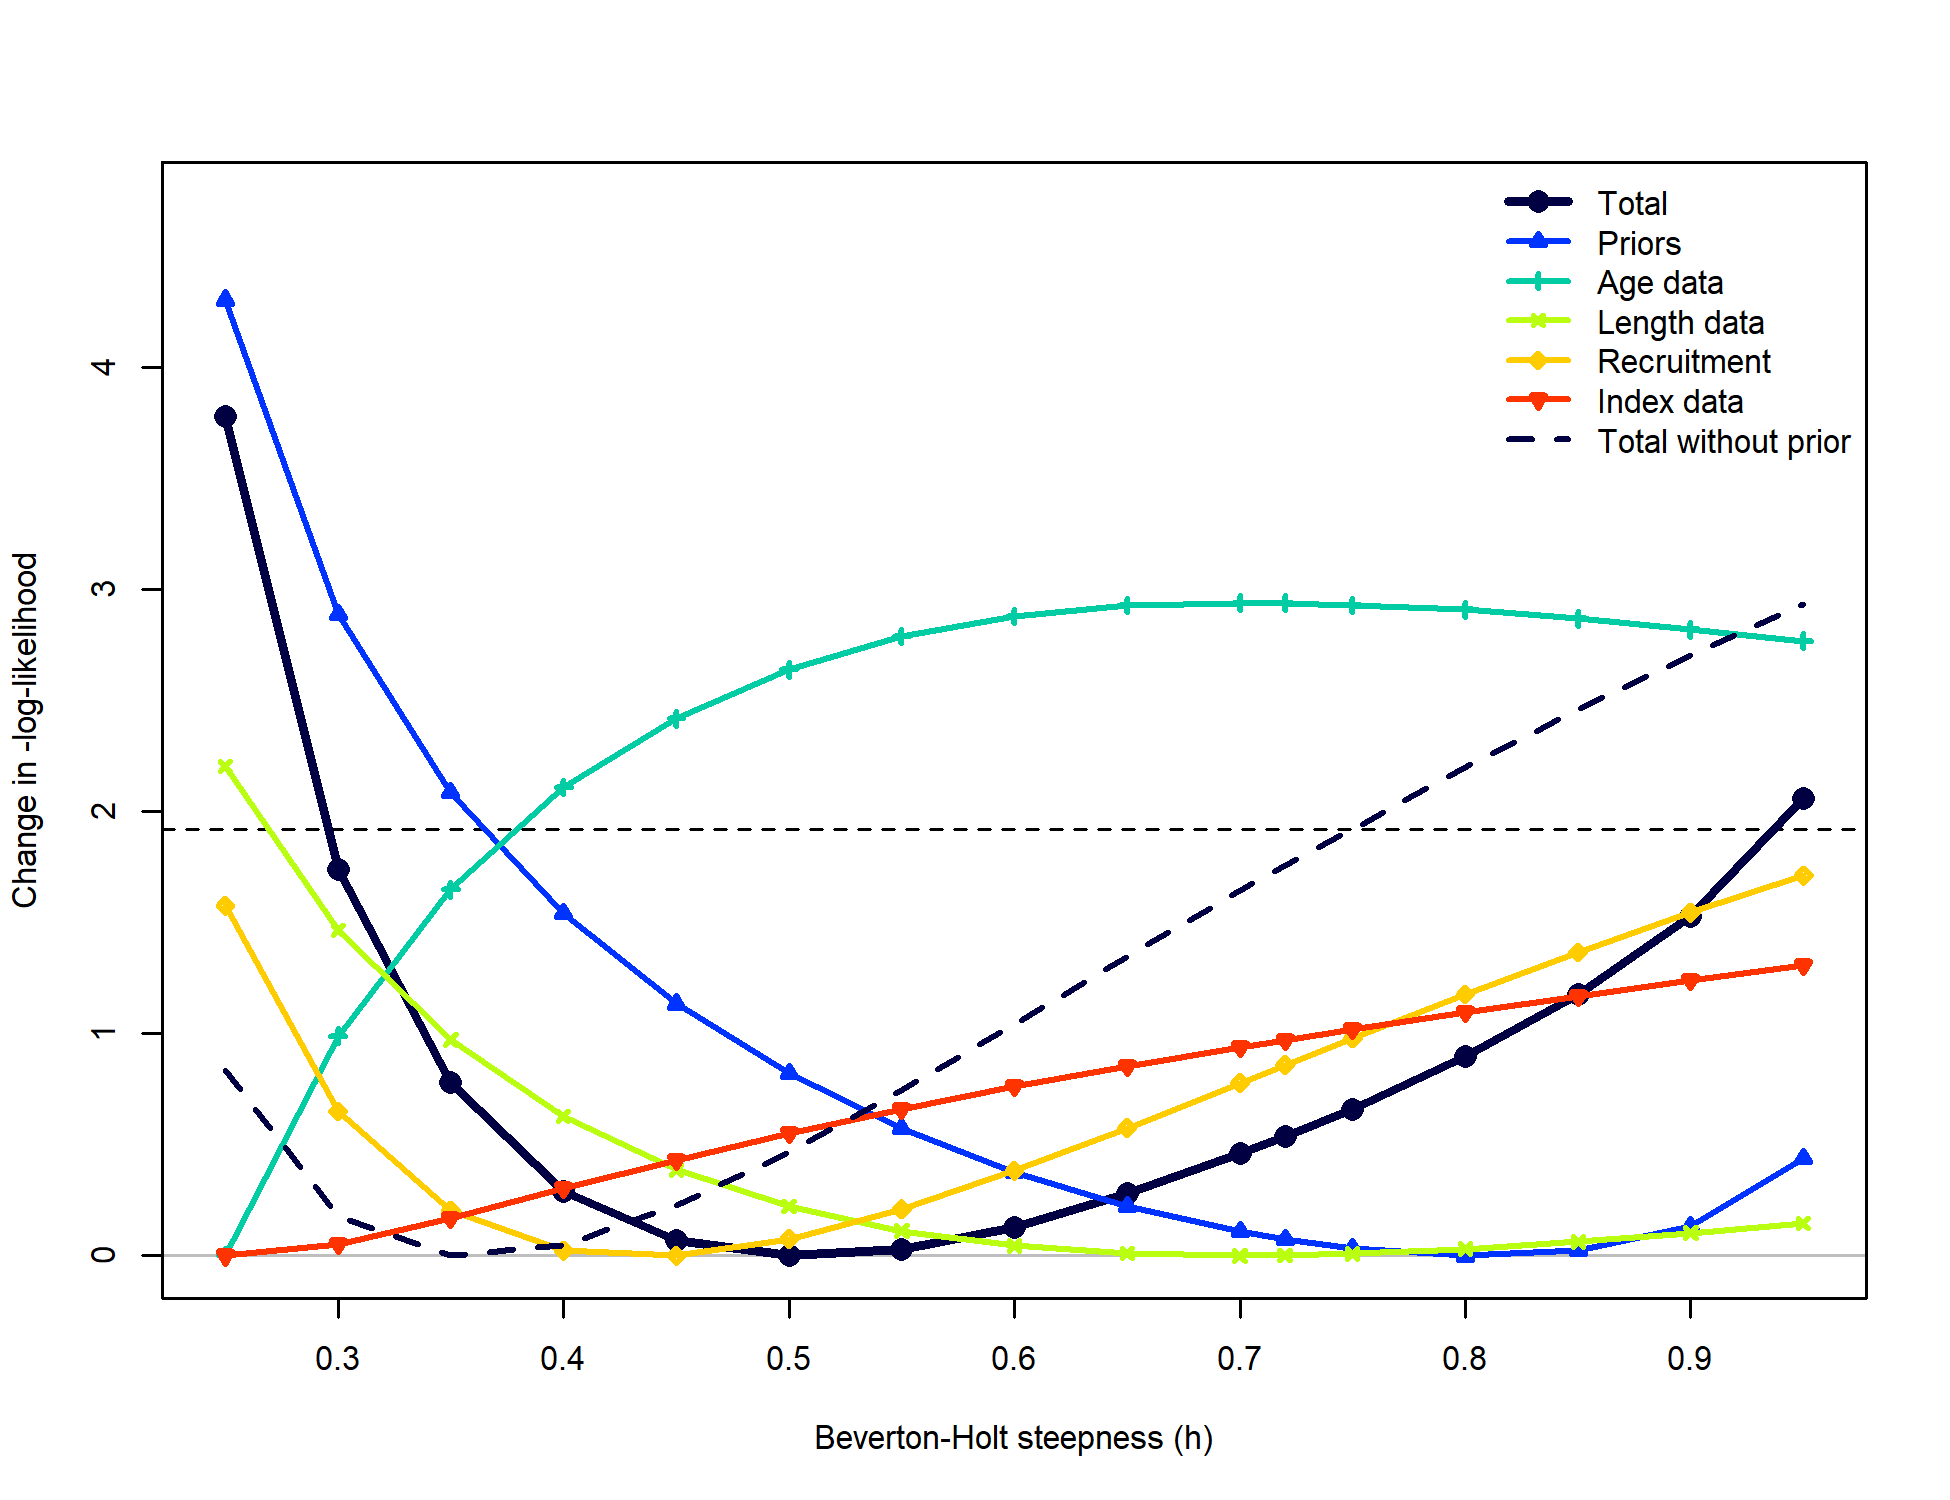 Total
Priors
Age data
Length data
Recruitment
Index data
Total without prior
Change in -log-likelihood
4
3
2
1
0
0.3 0.4 0.5 0.6 0.7 0.8 0.9
Beverton-Holt steepness (h)